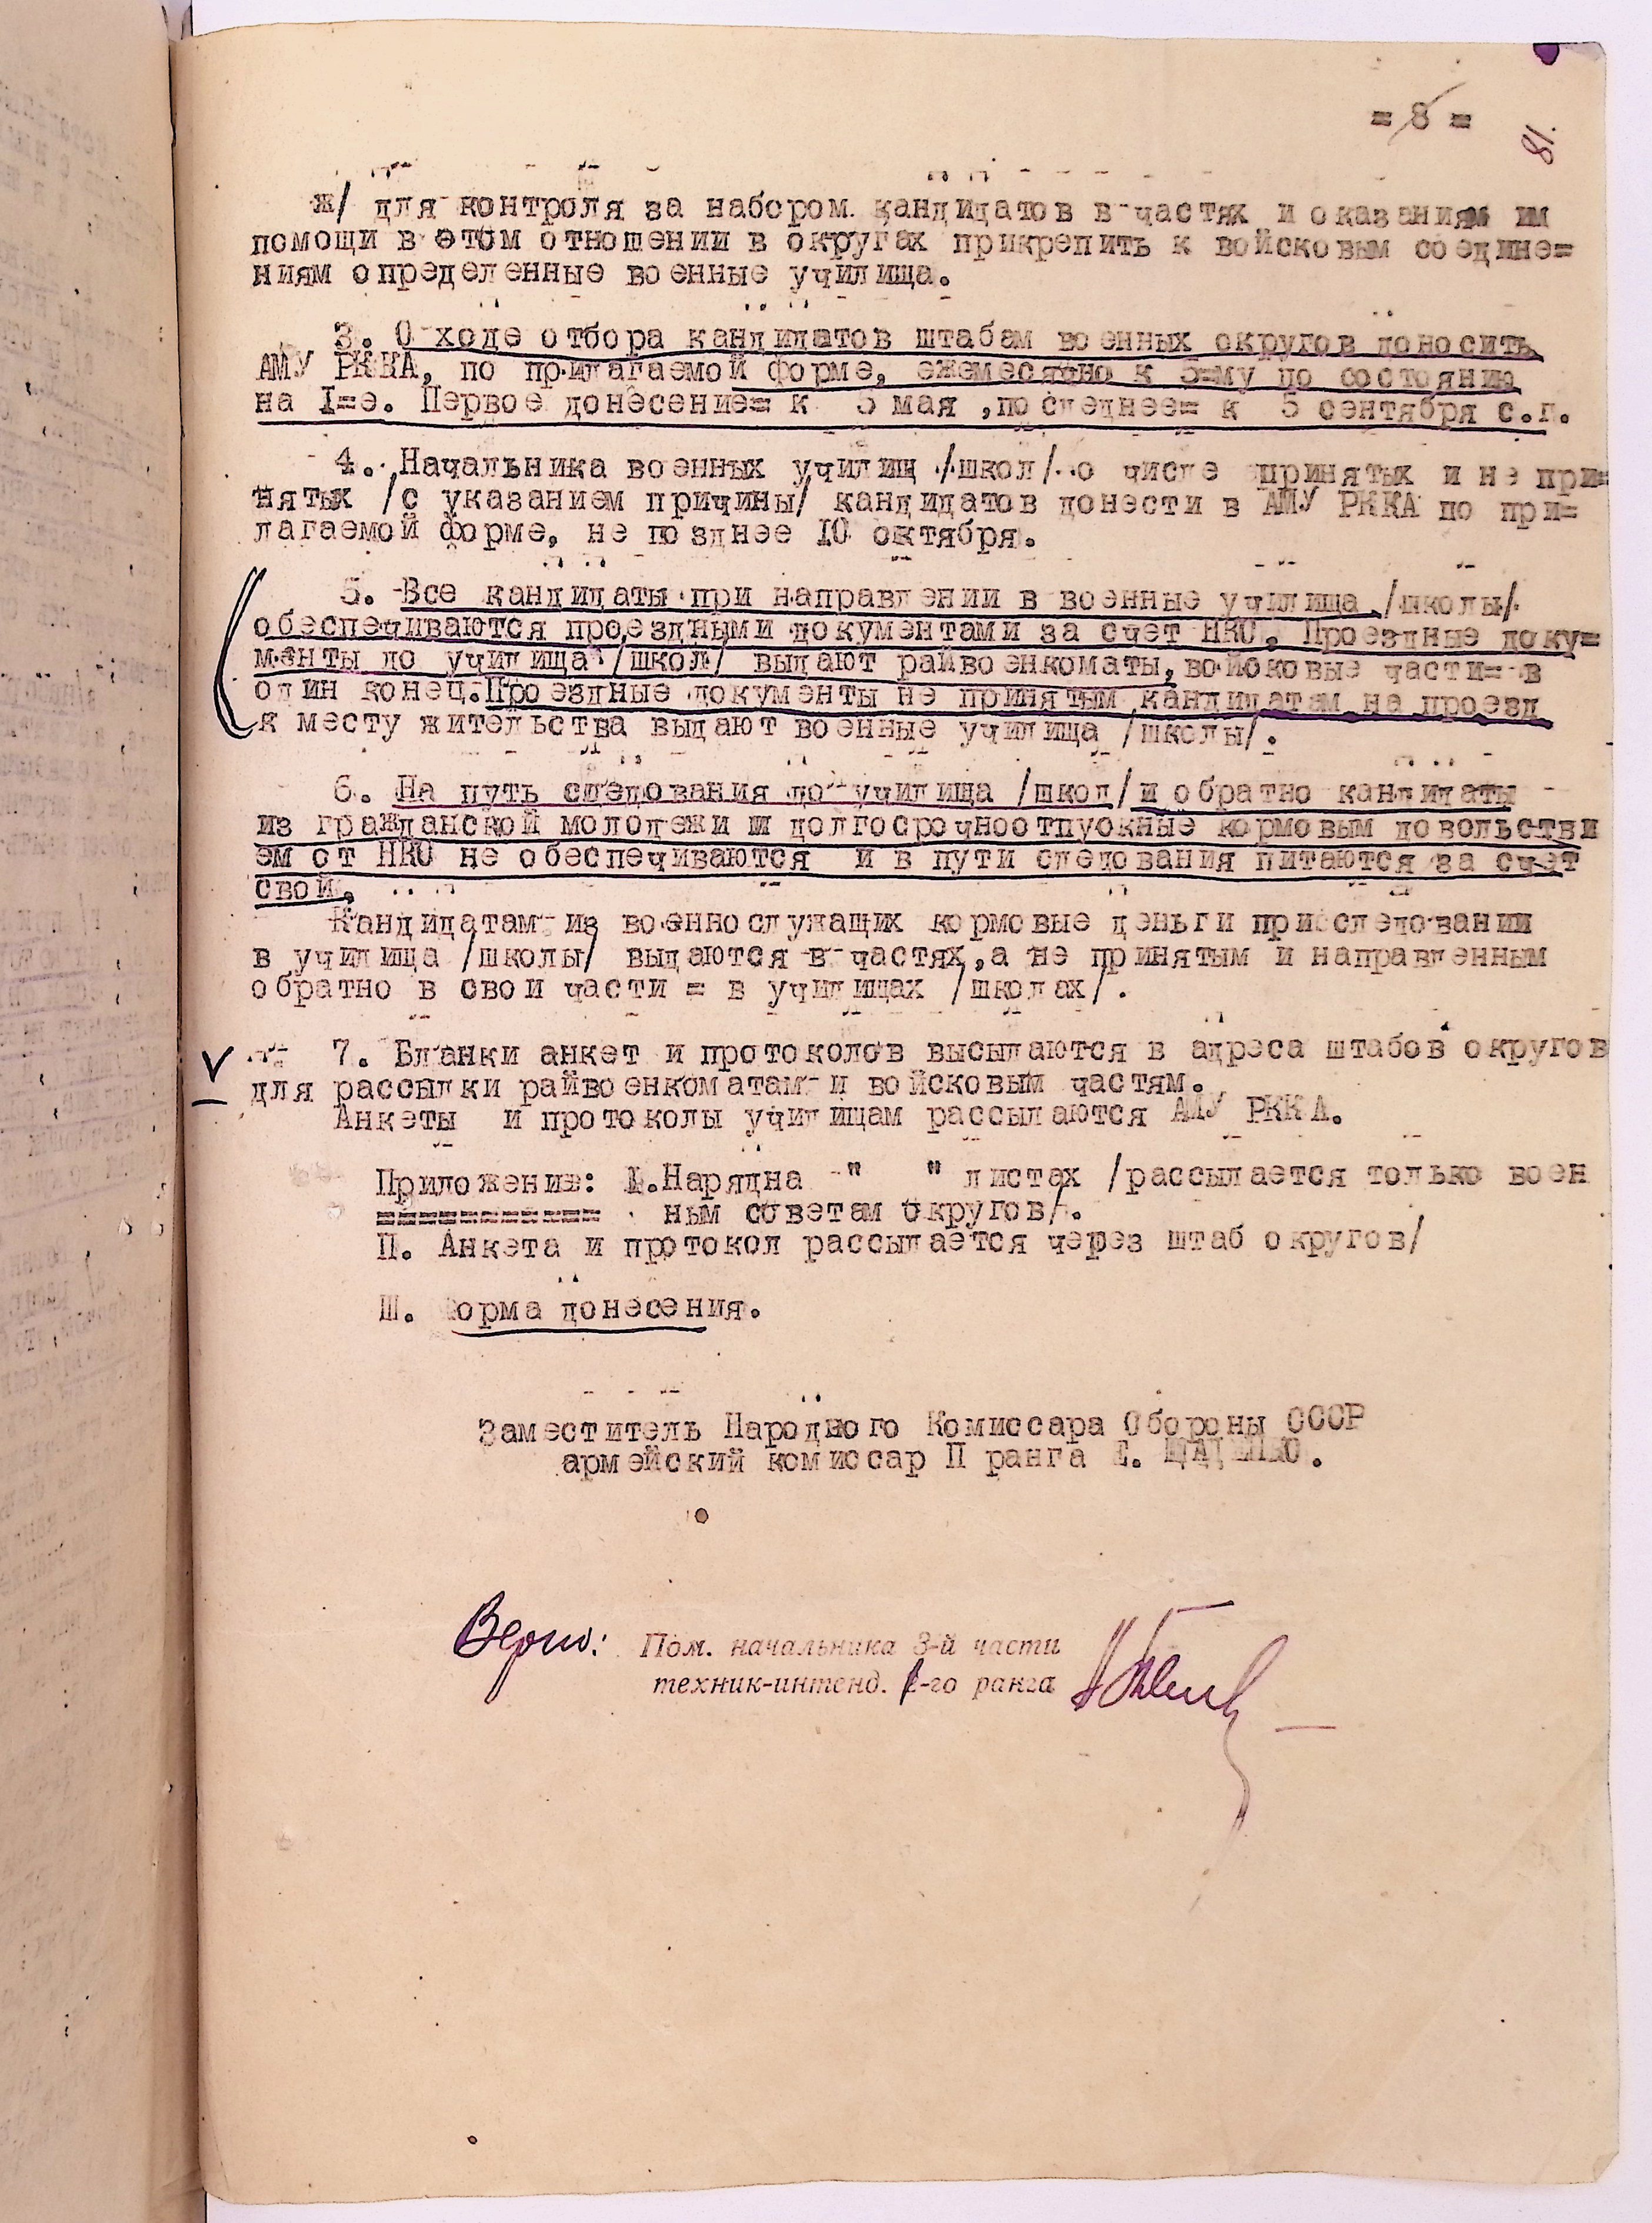 = 8 =
81.
ж/ для контроля за набором кандидатов в частях и оказаниям им
помощи в этом отношении в округах прикрепить к войсковым соедине=
ниям определенные военные училища.
3. О ходе отбора кандидатов штабам военных округов доносить
АМУ РККА, по прилагаемой форме, ежемесячно к 5=му по состоянию
на I=е. Первое донесение= к 5 мая ,последнее= к 5 сентября с.г.
4. Начальника военных училищ /школ/ о числе принятых и не при=
нятых /с указанием причины/ кандидатов донести в АМУ РККА по при=
лагаемой форме, не позднее 10 октября.
5. Все кандидаты при направлении в военные училища /школы/
обеспечиваются проездными документами за счет НКО. Проездные доку=
менты до училища /школ/ выдают райвоенкоматы, войсковые части= в
один конец.Проездные документы не принятым кандидатам на проезд
к месту жительства выдают военные училища /школы/.
6. На путь следования до училища /школ/ и обратно кандидаты
из гражданской молодежи и долгосрочноотпускные кормовым довольстви
ем от НКО не обеспечиваются и в пути следования питаются за счет
свой,
Кандидатам из военнослужащих кормовые деньги при следовании
в училища /школы/ выдаются в частях,а не принятым и направленным
обратно в свои части = в училищах /школах/.
7. Бланки анкет и протоколов высылаются в адреса штабов округов
для рассылки райвоенкоматам и войсковым частям.
Анкеты и протоколы училищам рассылаются АМУ РККА.
Приложение: I.Наряд на " " листах /рассылается только воен
ным советам округов/.
П. Анкета и протокол рассылается через штаб округов/
Ш. форма донесения.
Заместитель Народного Комиссара Обороны СССР
армейский комиссар П ранга Е. ЩАДЕНКО.
Верно: Пом. начальника 3-й части
техник-интенд. 1-го ранга